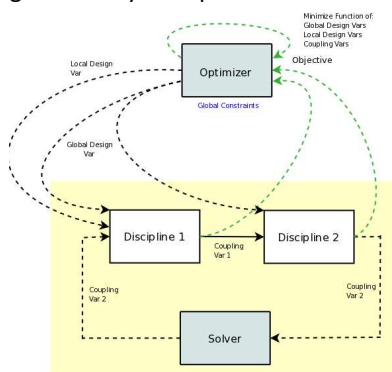 Minimize Function of:
Global Design Vars
Local Design Vars
Coupling Vars
Objective
Optimizer
Global Constraints
Local Design
Var
Global Design
Var
Discipline 1
Discipline 2
Coupling
Var 1
Coupling
Var 2
Coupling
Var 2
Solver